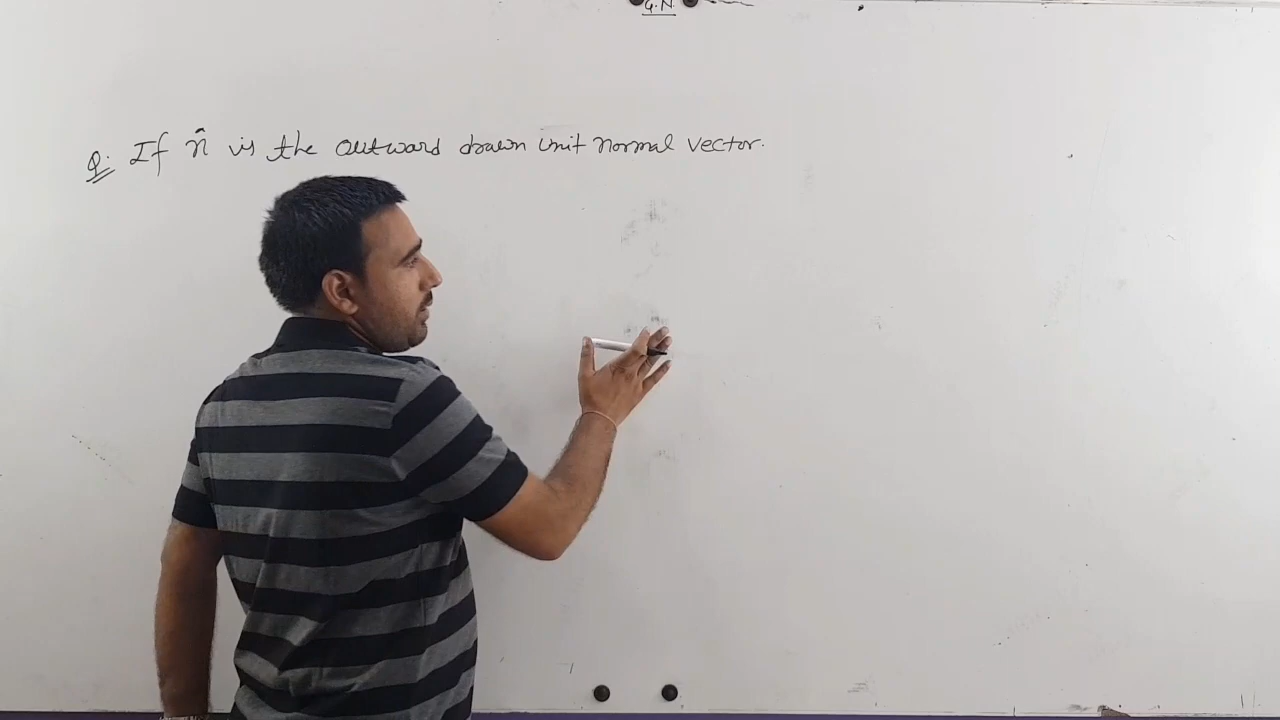 G.N.
Q: If n̂ is the outward drawn unit normal vector.